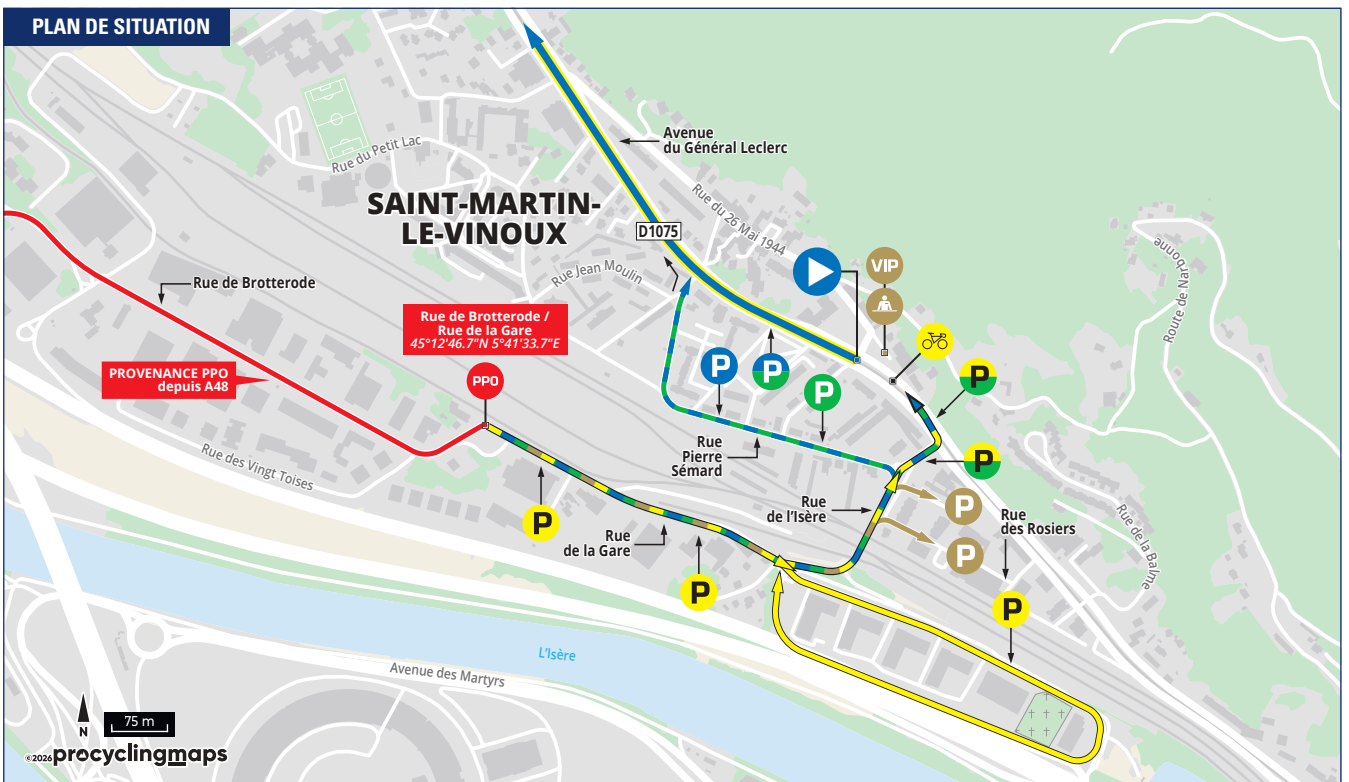 PLAN DE SITUATION
Avenue
du Général Leclerc
Rue du Petit Lac
Rue du 26 Mai 1944
SAINT-MARTIN-
LE-VINOUX
D1075
Rue Jean Moulin
VIP
Route de Narbonne
Rue de Brotterode
Rue de Brotterode /
Rue de la Gare
45°12'46.7"N 5°41'33.7"E
PROVENANCE PPO
depuis A48
PPO
P
P
P
P
Rue
Pierre
Sémard
P
Rue des Vingt Toises
Rue
de l'Isère
P
P
Rue
des Rosiers
Rue de la Balme
P
Rue
de la Gare
P
P
L'Isère
Avenue des Martyrs
N
75 m
©2026 procyclingmaps